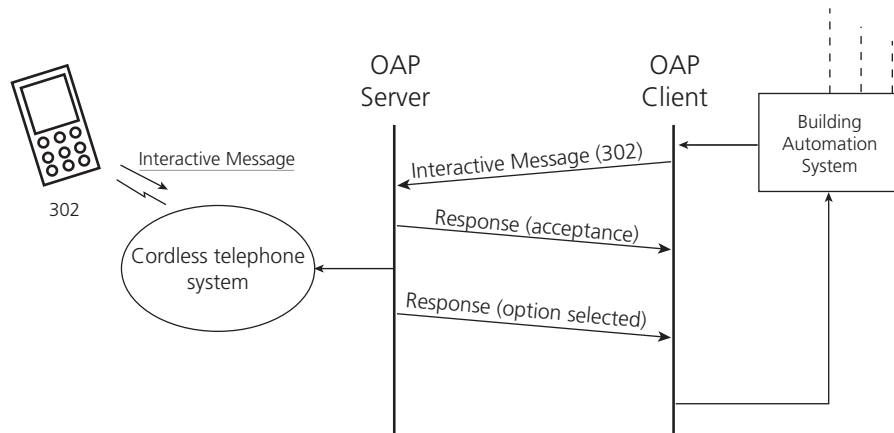 OAP
Server
OAP
Client
Building
Automation
System
Interactive Message
Interactive Message (302)
302
Response (acceptance)
Cordless telephone
system
Response (option selected)